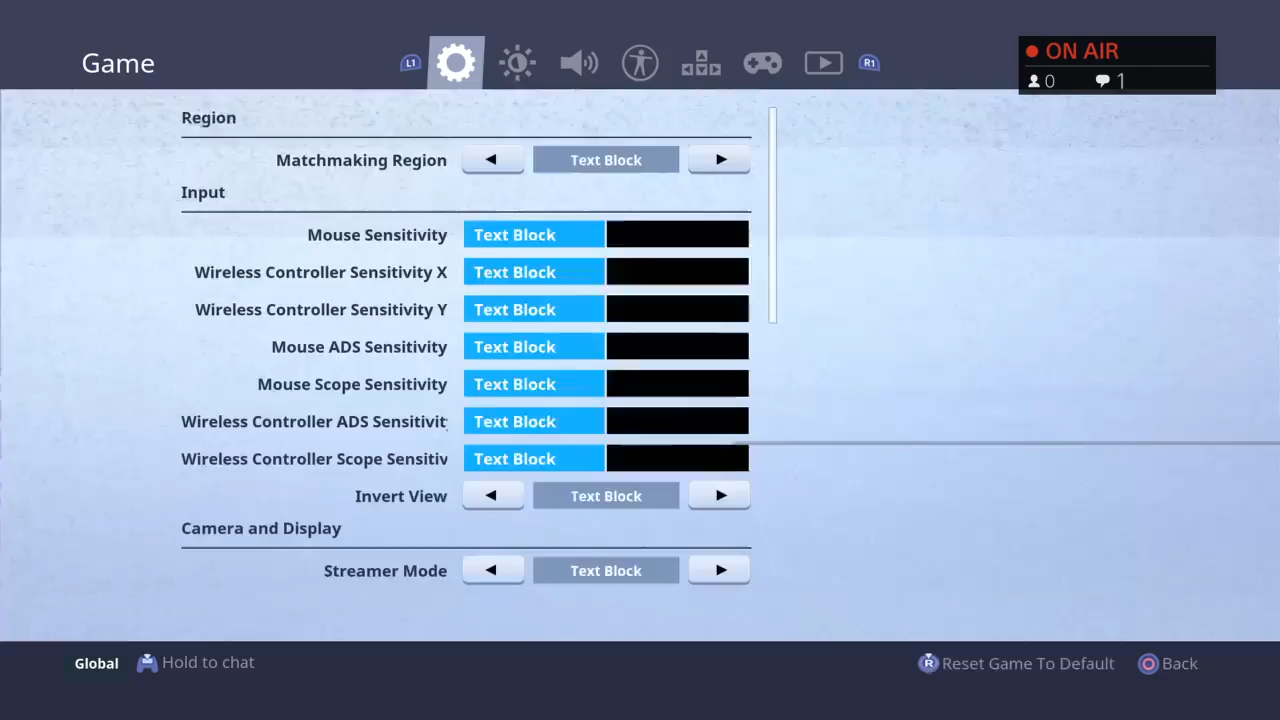 Game
L1
R1
ON AIR
0
1
Region
Matchmaking Region
Text Block
Input
Mouse Sensitivity
Text Block
Wireless Controller Sensitivity X
Text Block
Wireless Controller Sensitivity Y
Text Block
Mouse ADS Sensitivity
Text Block
Mouse Scope Sensitivity
Text Block
Wireless Controller ADS Sensitivit
Text Block
Wireless Controller Scope Sensitiv
Text Block
Invert View
Text Block
Camera and Display
Streamer Mode
Text Block
Global
Hold to chat
R
Reset Game To Default
Back